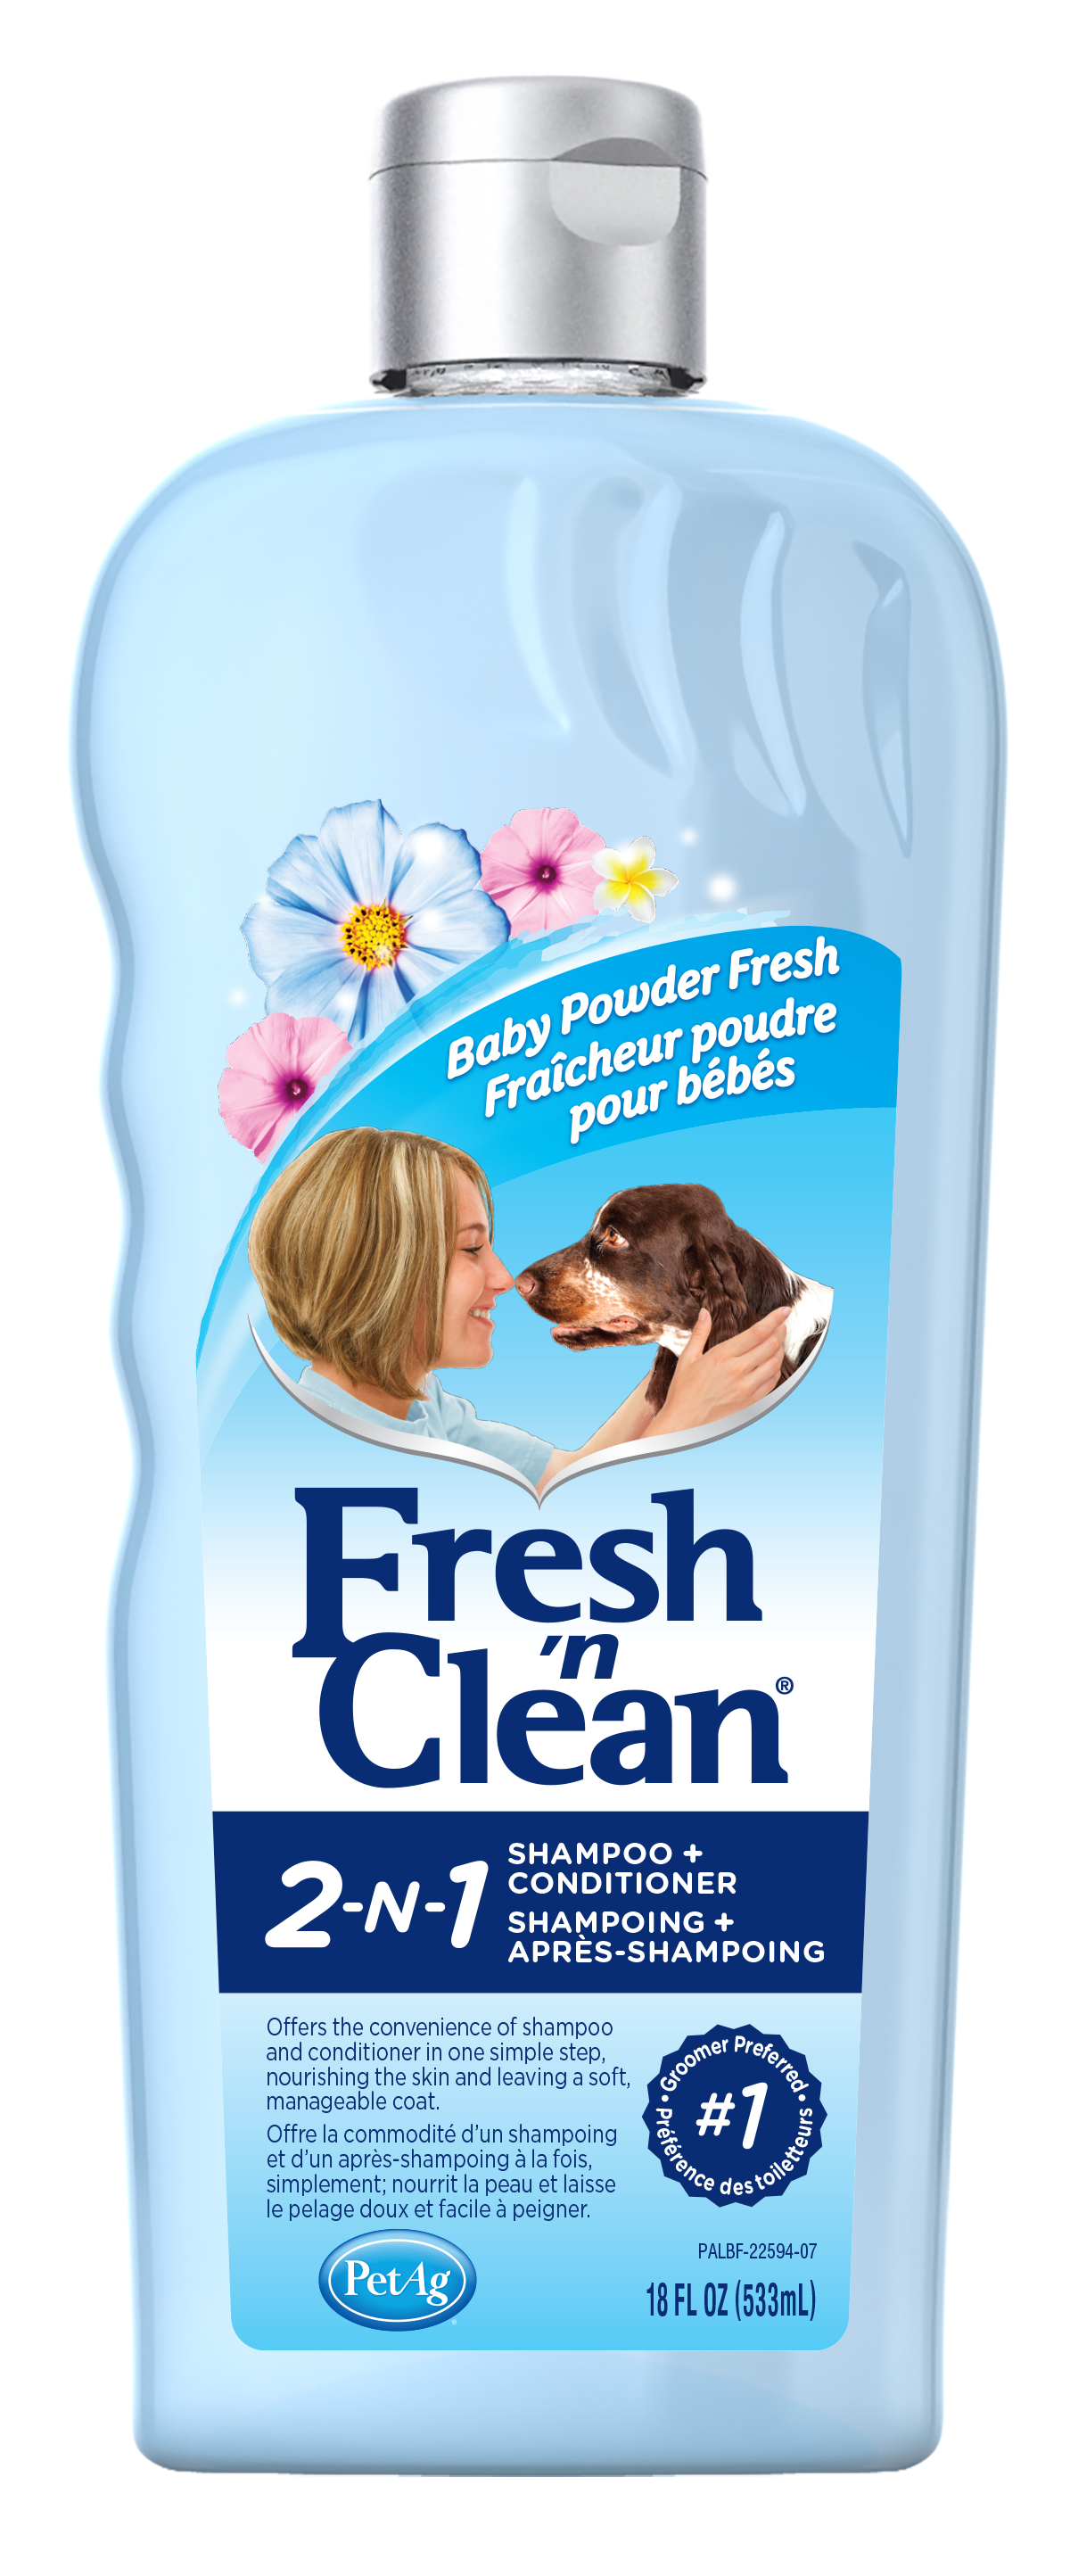 Baby Powder Fresh
Fraîcheur poudre
pour bébés
Fresh
'n
Clean®
2-N-1
SHAMPOO +
CONDITIONER
SHAMPOING +
APRÈS-SHAMPOING
Offers the convenience of shampoo
and conditioner in one simple step,
nourishing the skin and leaving a soft,
manageable coat.
Offre la commodité d'un shampoing
et d'un après-shampoing à la fois,
simplement; nourrit la peau et laisse
le pelage doux et facile à peigner.
• Groomer Preferred •
#1
Préférence des toiletteurs
PetAg®
PALBF-22594-07
18 FL OZ (533mL)